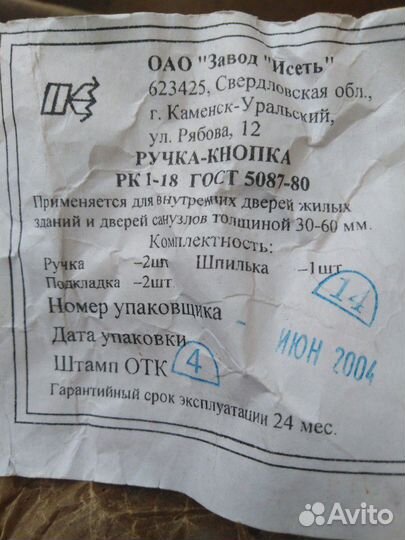 ОАО "Завод "Исеть"
623425, Свердловская обл.,
г. Каменск-Уральский,
ул. Рябова, 12
РУЧКА-КНОПКА
РК 1-18 ГОСТ 5087-80
Применяется для внутренних дверей жилых
зданий и дверей санузлов толщиной 30-60 мм.
Комплектность:
Ручка –2шт Шпилька –1шт
Подкладка –2шт
14
Номер упаковщика -
Дата упаковки ИЮН 2004
Штамп ОТК 4
Гарантийный срок эксплуатации 24 мес.
Avito